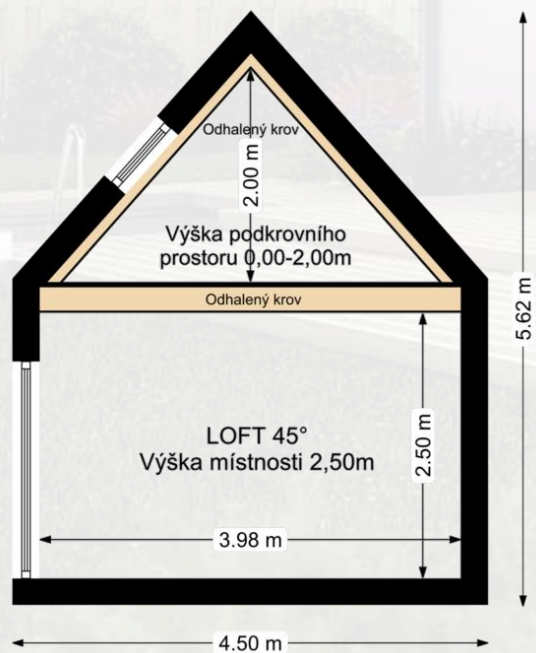 Odhalený krov
2.00 m
Výška podkrovního
prostoru 0,00-2,00m
Odhalený krov
5.62 m
LOFT 45°
Výška místnosti 2,50m
2.50 m
3.98 m
4.50 m